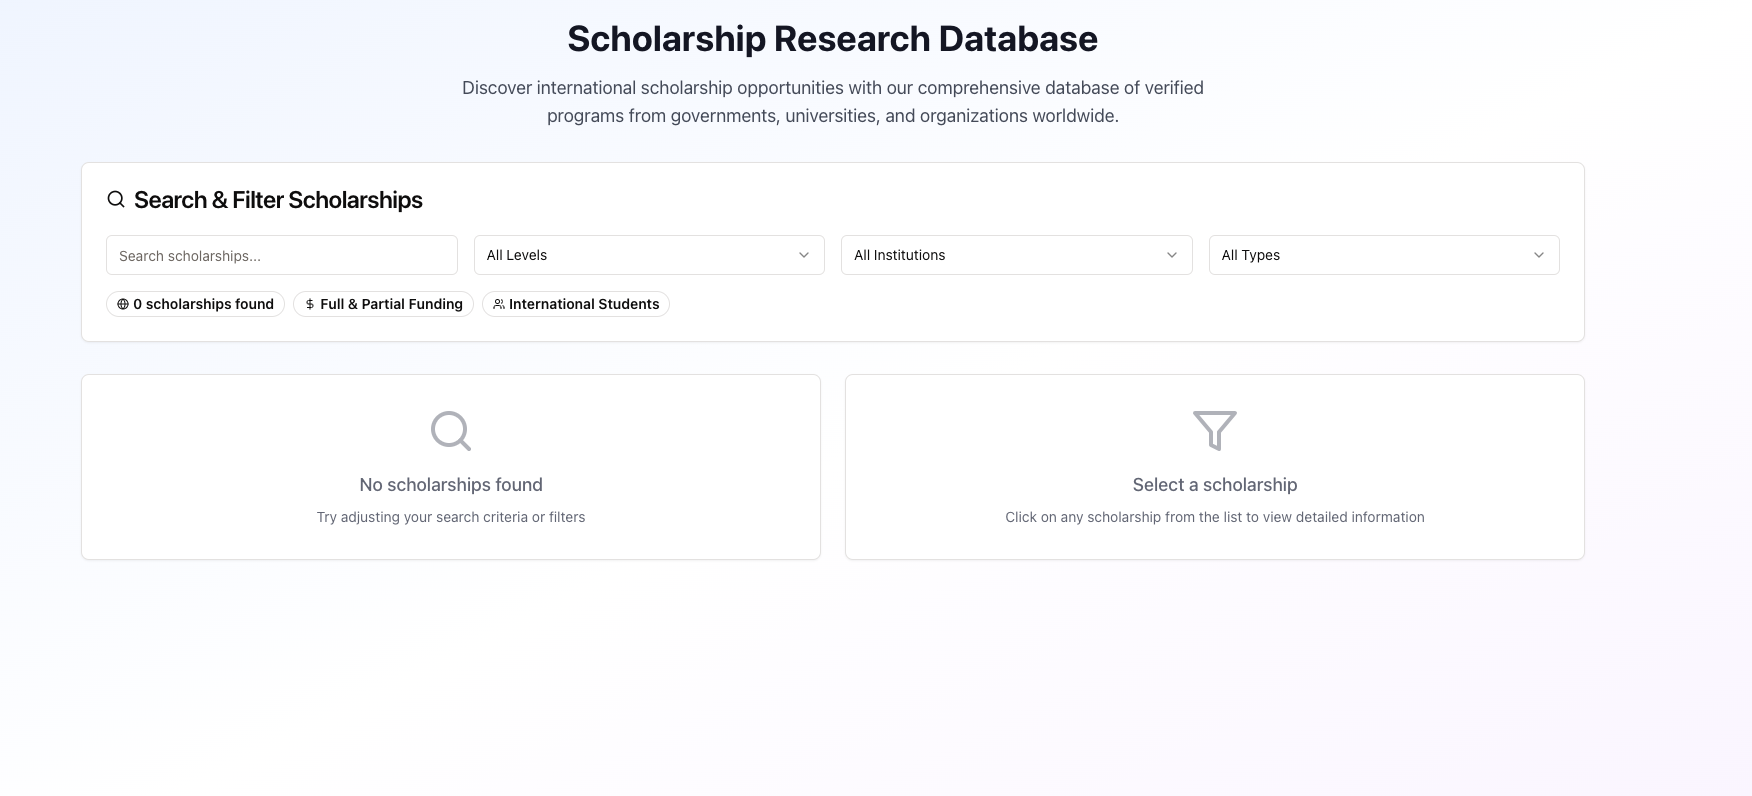 Scholarship Research Database
Discover international scholarship opportunities with our comprehensive database of verified
programs from governments, universities, and organizations worldwide.
Search & Filter Scholarships
Search scholarships...
All Levels
All Institutions
All Types
0 scholarships found
Full & Partial Funding
International Students
No scholarships found
Try adjusting your search criteria or filters
Select a scholarship
Click on any scholarship from the list to view detailed information